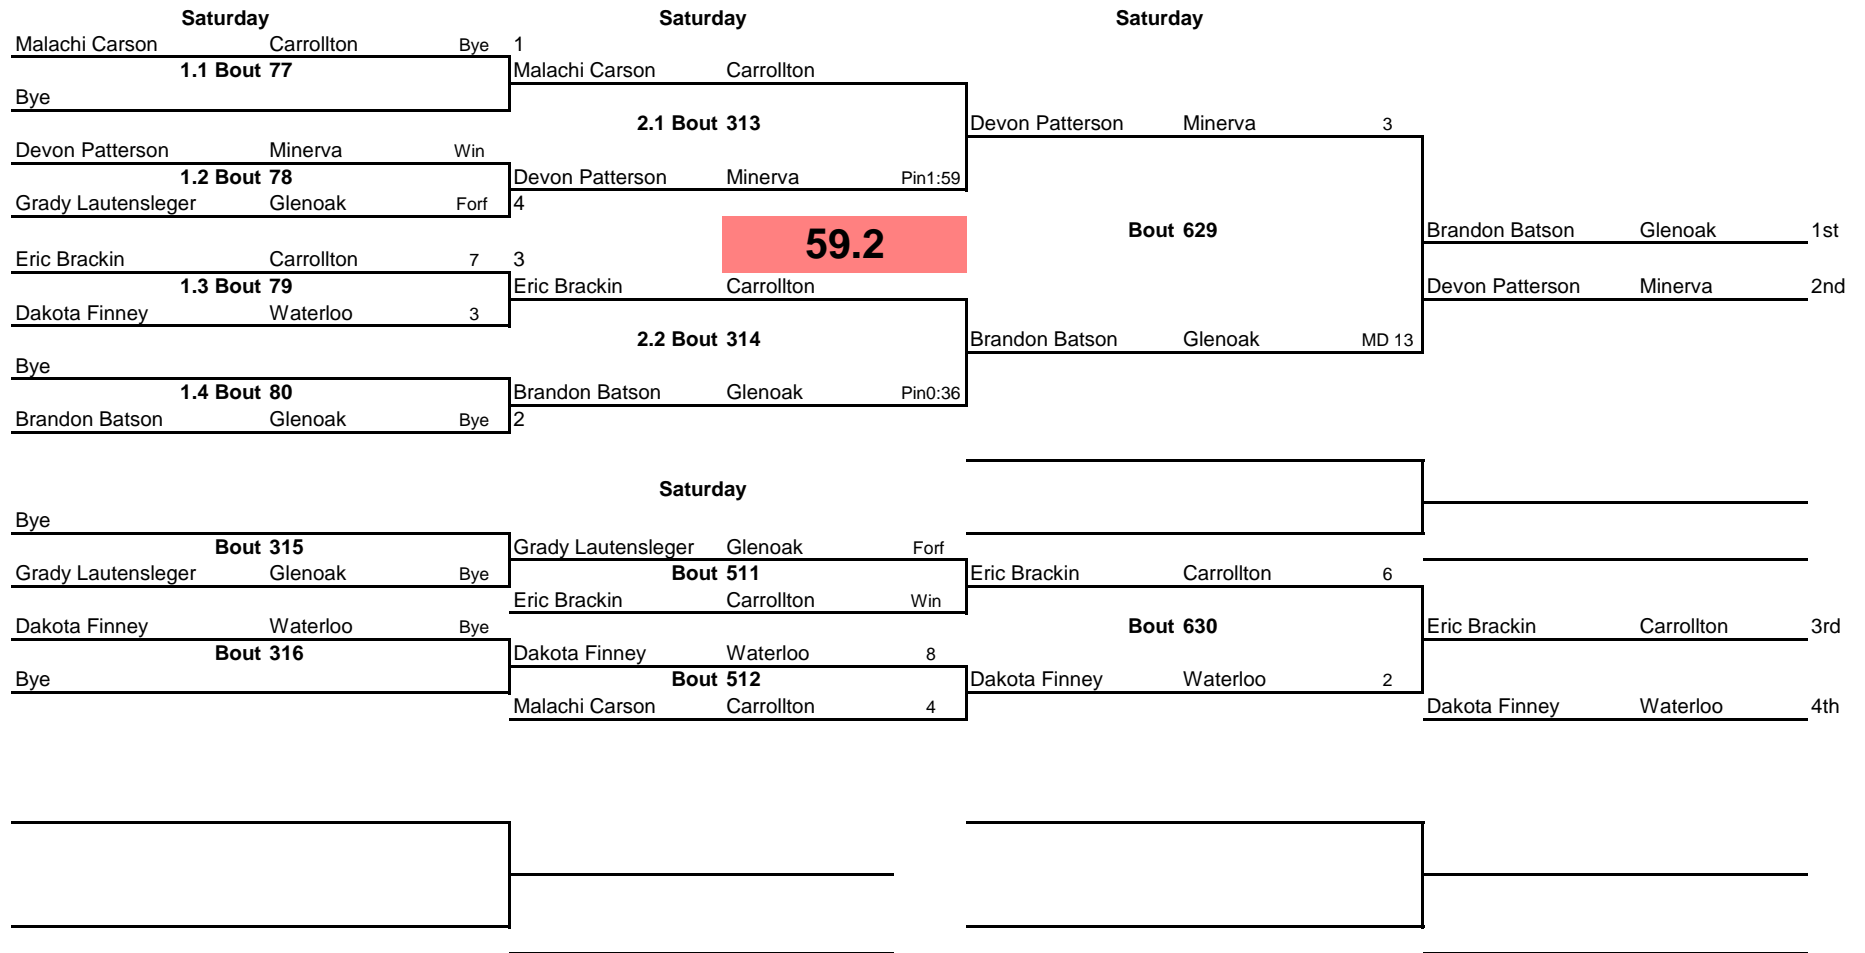 Saturday Saturday Saturday
Malachi Carson Carrollton Bye 1
1.1 Bout 77 Malachi Carson Carrollton
Bye
2.1 Bout 313 Devon Patterson Minerva 3
Devon Patterson Minerva Win
1.2 Bout 78 Devon Patterson Minerva Pin1:59
Grady Lautensleger Glenoak Forf 4
59.2 Bout 629 Brandon Batson Glenoak 1st
Eric Brackin Carrollton 7 3
1.3 Bout 79 Eric Brackin Carrollton Devon Patterson Minerva 2nd
Dakota Finney Waterloo 3
2.2 Bout 314 Brandon Batson Glenoak MD 13
Bye
1.4 Bout 80 Brandon Batson Glenoak Pin0:36
Brandon Batson Glenoak Bye 2
Saturday
Bye
Bout 315 Grady Lautensleger Glenoak Forf
Grady Lautensleger Glenoak Bye Bout 511 Eric Brackin Carrollton 6
Eric Brackin Carrollton Win
Dakota Finney Waterloo Bye Bout 630 Eric Brackin Carrollton 3rd
Bout 316 Dakota Finney Waterloo 8
Bye Bout 512 Dakota Finney Waterloo 2
Malachi Carson Carrollton 4 Dakota Finney Waterloo 4th